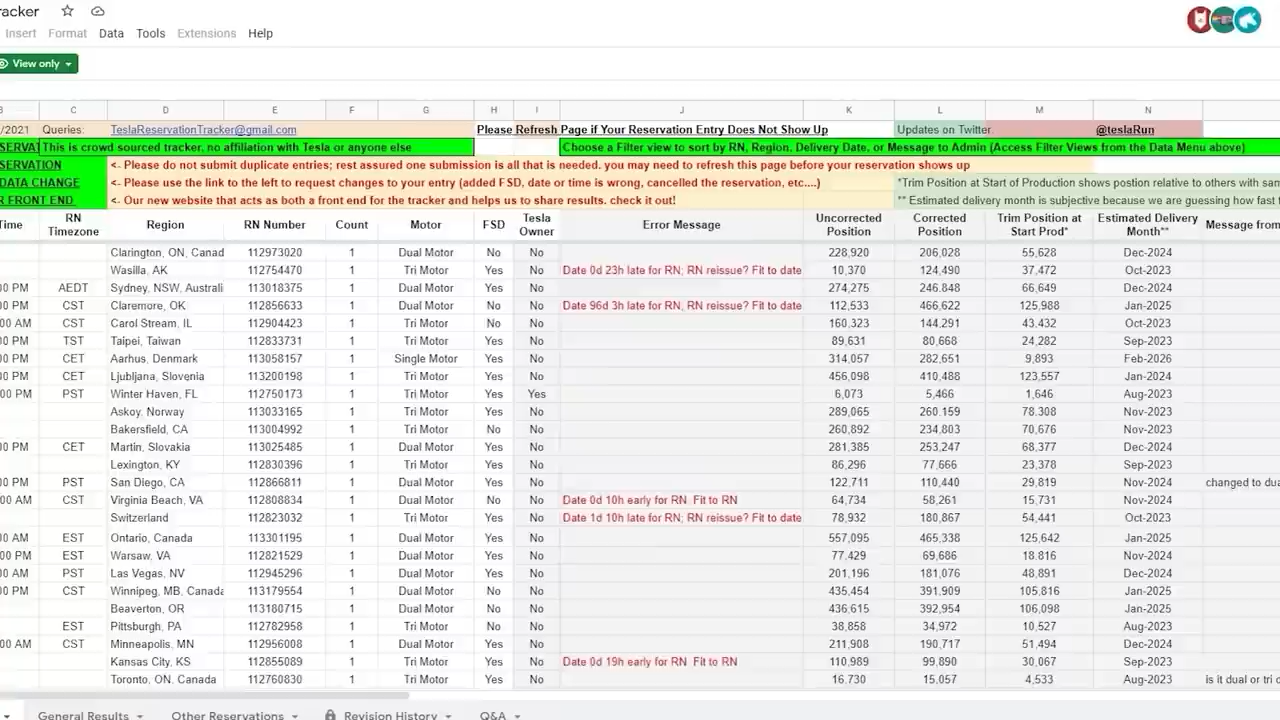 acker
Insert Format Data Tools Extensions Help
View only
C D E F G H I J K L M N
/2021 Queries: TeslaReservationTracker@gmail.com Please Refresh Page if Your Reservation Entry Does Not Show Up Updates on Twitter @teslaRun
SERVAT This is crowd sourced tracker, no affiliation with Tesla or anyone else Choose a Filter view to sort by RN, Region, Delivery Date, or Message to Admin (Access Filter Views from the Data Menu above)
SERVATION <- Please do not submit duplicate entries; rest assured one submission is all that is needed. you may need to refresh this page before your reservation shows up
DATA CHANGE <- Please use the link to the left to request changes to your entry (added FSD, date or time is wrong, cancelled the reservation, etc....) *Trim Position at Start of Production shows postion relative to others with sam
R FRONT END <- Our new website that acts as both a front end for the tracker and helps us to share results. check it out! ** Estimated delivery month is subjective because we are guessing how fast t
Time RN Timezone Region RN Number Count Motor FSD Tesla Owner Error Message Uncorrected Position Corrected Position Trim Position at Start Prod* Estimated Delivery Month** Message from
Clarington, ON, Canad 112973020 1 Dual Motor No No 228,920 206,028 55,628 Dec-2024
Wasilla, AK 112754470 1 Tri Motor Yes No Date 0d 23h late for RN; RN reissue? Fit to date 10,370 124,490 37,472 Oct-2023
00 PM AEDT Sydney, NSW, Australi 113018375 1 Dual Motor Yes No 274,275 246,848 66,649 Dec-2024
00 PM CST Claremore, OK 112856633 1 Dual Motor No No Date 96d 3h late for RN; RN reissue? Fit to date 112,533 466,622 125,988 Jan-2025
00 AM CST Carol Stream, IL 112904423 1 Tri Motor No No 160,323 144,291 43,432 Oct-2023
00 PM TST Taipei, Taiwan 112833731 1 Tri Motor Yes No 89,631 80,668 24,282 Sep-2023
00 PM CET Aarhus, Denmark 113058157 1 Single Motor Yes No 314,057 282,651 9,893 Feb-2026
00 PM CET Ljubljana, Slovenia 113200198 1 Tri Motor Yes No 456,098 410,488 123,557 Jan-2024
00 PM PST Winter Haven, FL 112750173 1 Tri Motor Yes Yes 6,073 5,466 1,646 Aug-2023
Askoy, Norway 113033165 1 Tri Motor Yes No 289,065 260,159 78,308 Nov-2023
Bakersfield, CA 113004992 1 Tri Motor No No 260,892 234,803 70,676 Nov-2023
00 PM CET Martin, Slovakia 113025485 1 Dual Motor Yes No 281,385 253,247 68,377 Dec-2024
Lexington, KY 112830396 1 Tri Motor Yes No 86,296 77,666 23,378 Sep-2023
00 PM PST San Diego, CA 112866811 1 Dual Motor Yes No 122,711 110,440 29,819 Nov-2024 changed to dua
00 AM CST Virginia Beach, VA 112808834 1 Dual Motor No No Date 0d 10h early for RN Fit to RN 64,734 58,261 15,731 Nov-2024
Switzerland 112823032 1 Tri Motor Yes No Date 1d 10h late for RN; RN reissue? Fit to date 78,932 180,867 54,441 Oct-2023
00 AM EST Ontario, Canada 113301195 1 Dual Motor Yes No 557,095 465,338 125,642 Jan-2025
00 PM EST Warsaw, VA 112821529 1 Dual Motor Yes No 77,429 69,686 18,816 Nov-2024
00 AM PST Las Vegas, NV 112945296 1 Dual Motor Yes No 201,196 181,076 48,891 Dec-2024
00 PM CST Winnipeg, MB, Canada 113179554 1 Dual Motor No No 435,454 391,909 105,816 Jan-2025
Beaverton, OR 113180715 1 Dual Motor No No 436,615 392,954 106,098 Jan-2025
EST Pittsburgh, PA 112782958 1 Tri Motor No No 38,858 34,972 10,527 Aug-2023
00 AM CST Minneapolis, MN 112956008 1 Dual Motor Yes No 211,908 190,717 51,494 Dec-2024
Kansas City, KS 112855089 1 Tri Motor Yes No Date 0d 19h early for RN Fit to RN 110,989 99,890 30,067 Sep-2023
Toronto, ON, Canada 112760830 1 Tri Motor Yes No 16,730 15,057 4,533 Aug-2023 is it dual or tri
General Results Other Reservations Revision History Q&A